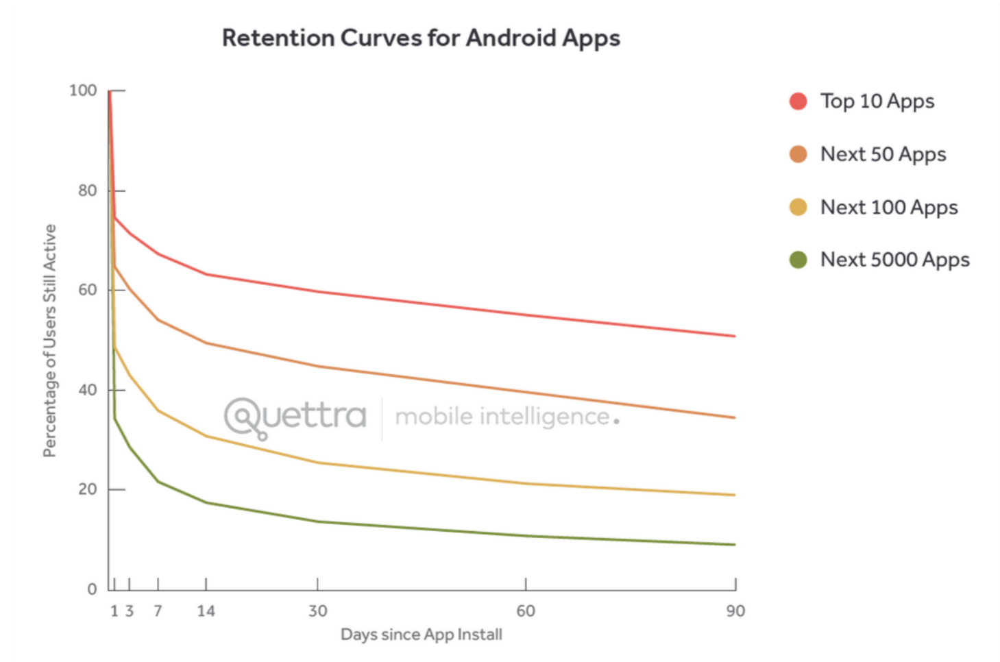 Retention Curves for Android Apps
Top 10 Apps
Next 50 Apps
Next 100 Apps
Next 5000 Apps
Percentage of Users Still Active
100
80
60
40
20
0
Quettra mobile intelligence.
1 3 7 14 30 60 90
Days since App Install